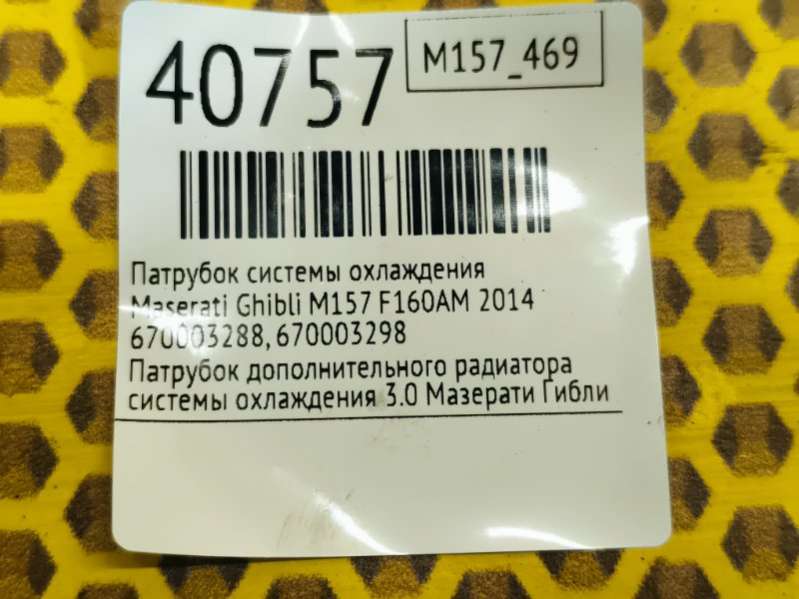 40757
M157_469
Патрубок системы охлаждения
Maserati Ghibli M157 F160AM 2014
670003288, 670003298
Патрубок дополнительного радиатора
системы охлаждения 3.0 Мазерати Гибли